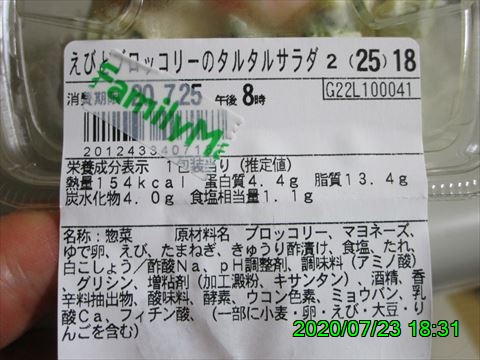 えびとブロッコリーのタルタルサラダ 2 (25) 18
消費期限 20. 7.25 午後 8時
G22L100041
FamilyMa
栄養成分表示 1包装当り (推定値)
熱量154kcal 蛋白質4.4g 脂質13.4g
炭水化物4.0g 食塩相当量1.1g
名称:惣菜 原材料名 ブロッコリー、マヨネーズ、
ゆで卵、えび、たまねぎ、きゅうり酢漬け、食塩、たれ、
白こしょう/酢酸Na、pH調整剤、調味料(アミノ酸)
、グリシン、増粘剤(加工澱粉、キサンタン)、酒精、香
辛料抽出物、酸味料、酵素、ウコン色素、ミョウバン、乳
酸Ca、フィチン酸、(一部に小麦・卵・えび・大豆・り
んごを含む)
2020/07/23 18:31